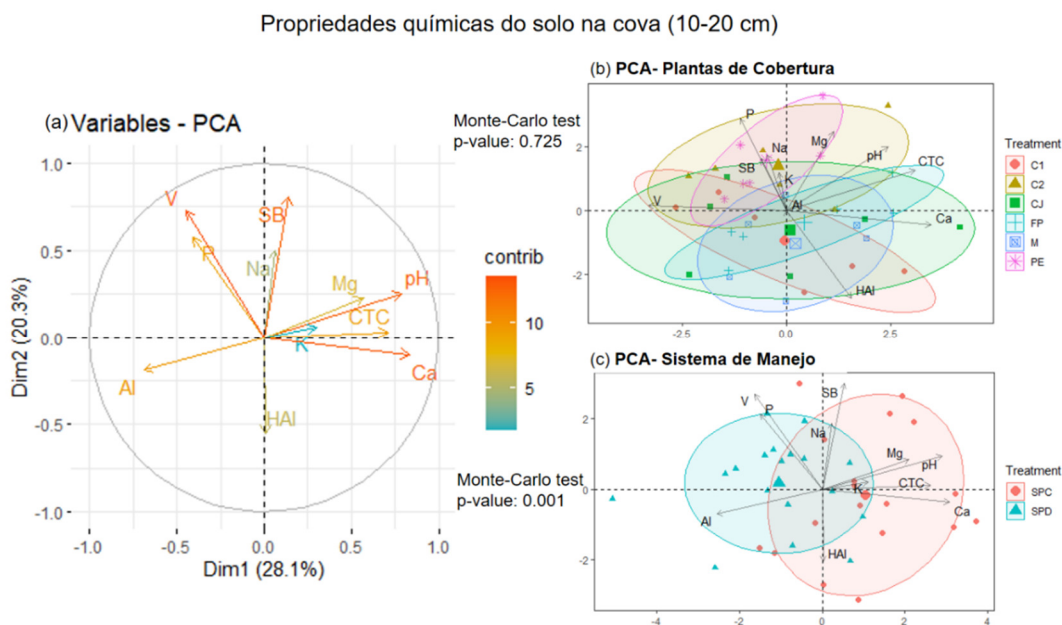 Propriedades químicas do solo na cova (10-20 cm)
(a) Variables - PCA
Monte-Carlo test
p-value: 0.725
1.0
0.5
0.0
-0.5
-1.0
V
P
SB
Na
Mg
pH
CTC
K
Ca
Al
HAl
-1.0
-0.5
0.0
0.5
1.0
Dim1 (28.1%)
Dim2 (20.3%)
contrib
10
5
Monte-Carlo test
p-value: 0.001
(b) PCA- Plantas de Cobertura
2
0
-2
P
Na
Mg
SB
K
pH
CTC
V
Al
Ca
HAl
-2.5
0.0
2.5
5.0
Treatment
C1
C2
CJ
FP
M
PE
(c) PCA- Sistema de Manejo
2
0
-2
V
P
SB
Na
Mg
pH
K
CTC
Ca
Al
HAl
-4
-2
0
2
4
Treatment
SPC
SPD